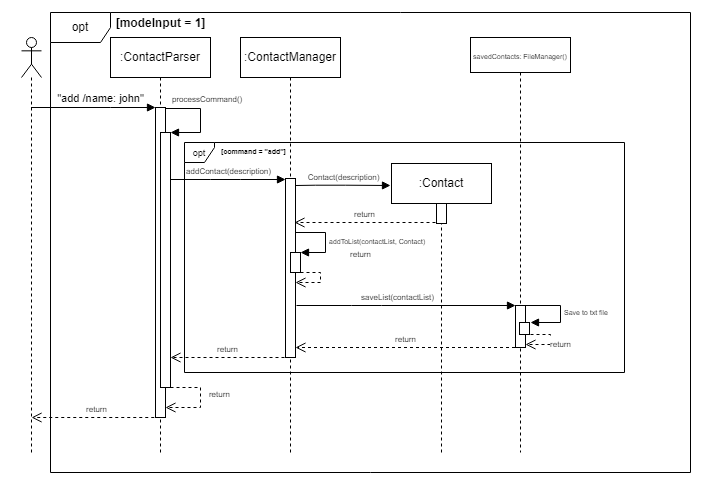 opt
[modeInput = 1]
:ContactParser
:ContactManager
savedContacts: FileManager()
"add /name: john"
processCommand()
opt
[command = "add"]
addContact(description)
Contact(description)
:Contact
return
addToList(contactList, Contact)
return
saveList(contactList)
Save to txt file
return
return
return
return
return